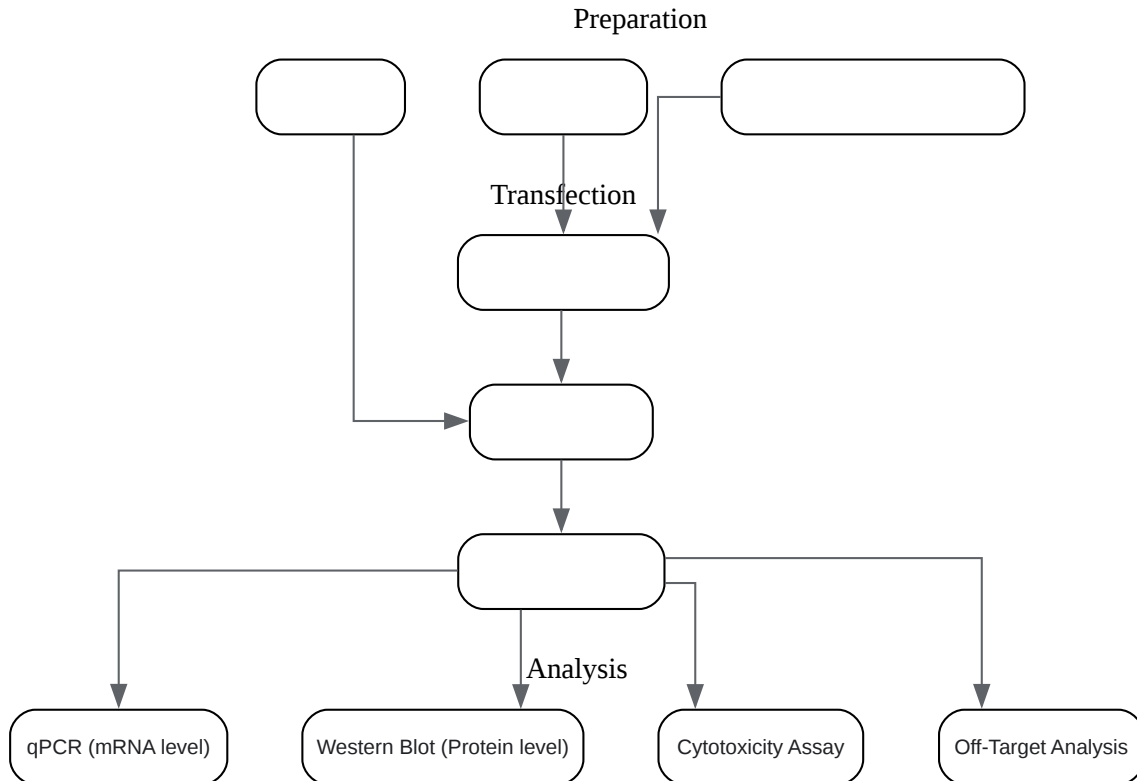 Preparation
Transfection
Analysis
qPCR (mRNA level)
Western Blot (Protein level)
Cytotoxicity Assay
Off-Target Analysis